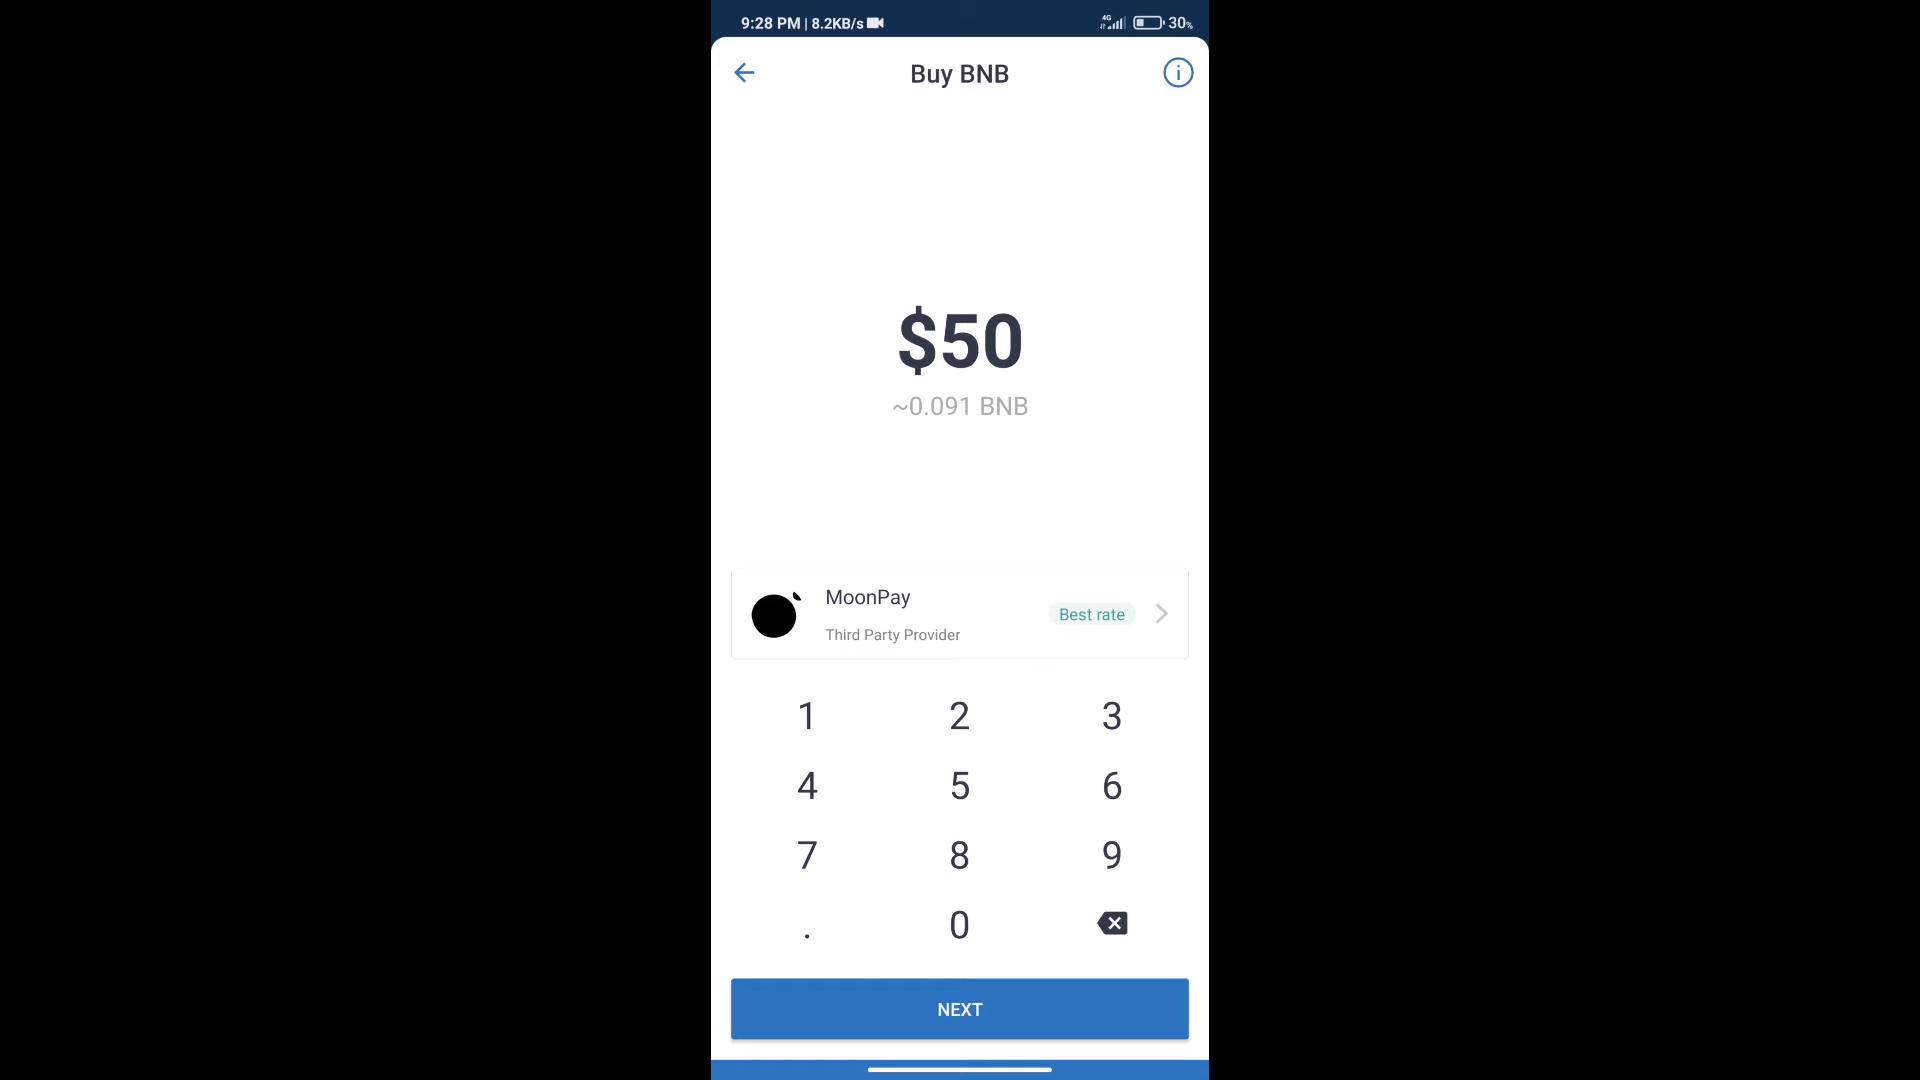 9:28 PM | 8.2KB/s 4G 30%
Buy BNB
$50
~0.091 BNB
MoonPay
Third Party Provider
Best rate
1 2 3
4 5 6
7 8 9
. 0
NEXT